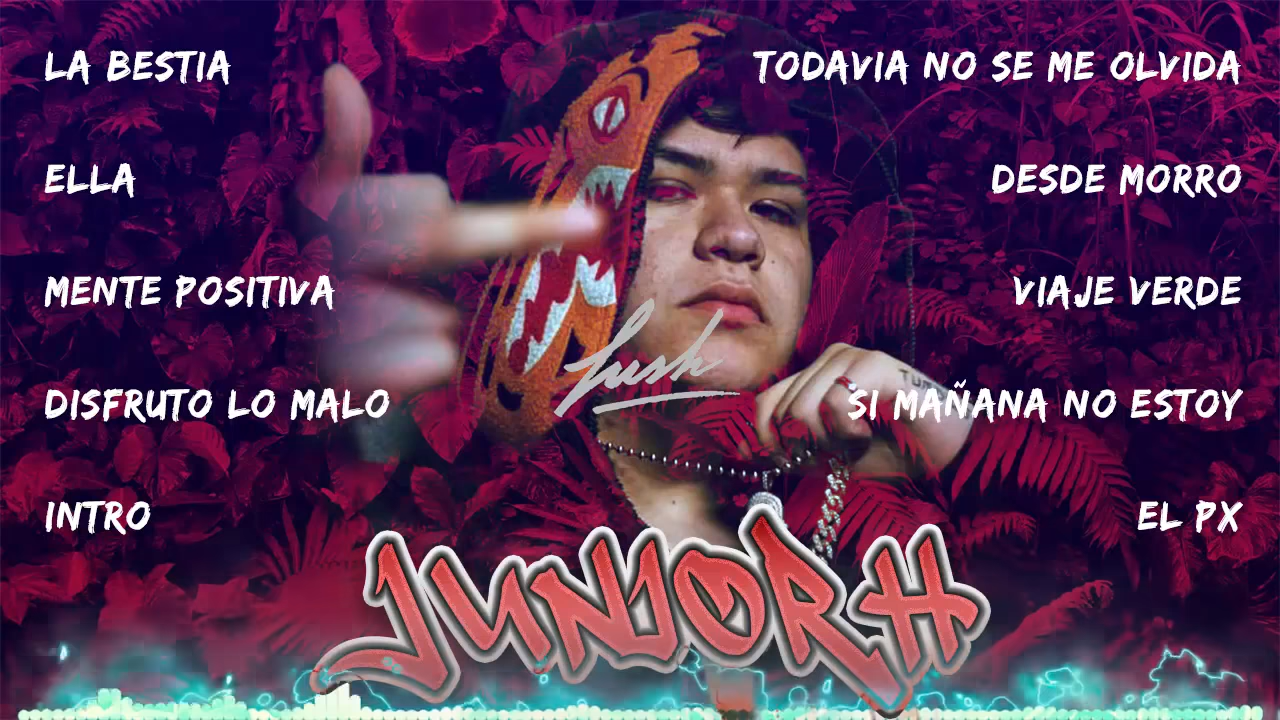 LA BESTIA
ELLA
MENTE POSITIVA
DISFRUTO LO MALO
INTRO
TODAVIA NO SE ME OLVIDA
DESDE MORRO
VIAJE VERDE
SI MAÑANA NO ESTOY
EL PX
Lush
JUNIOR H